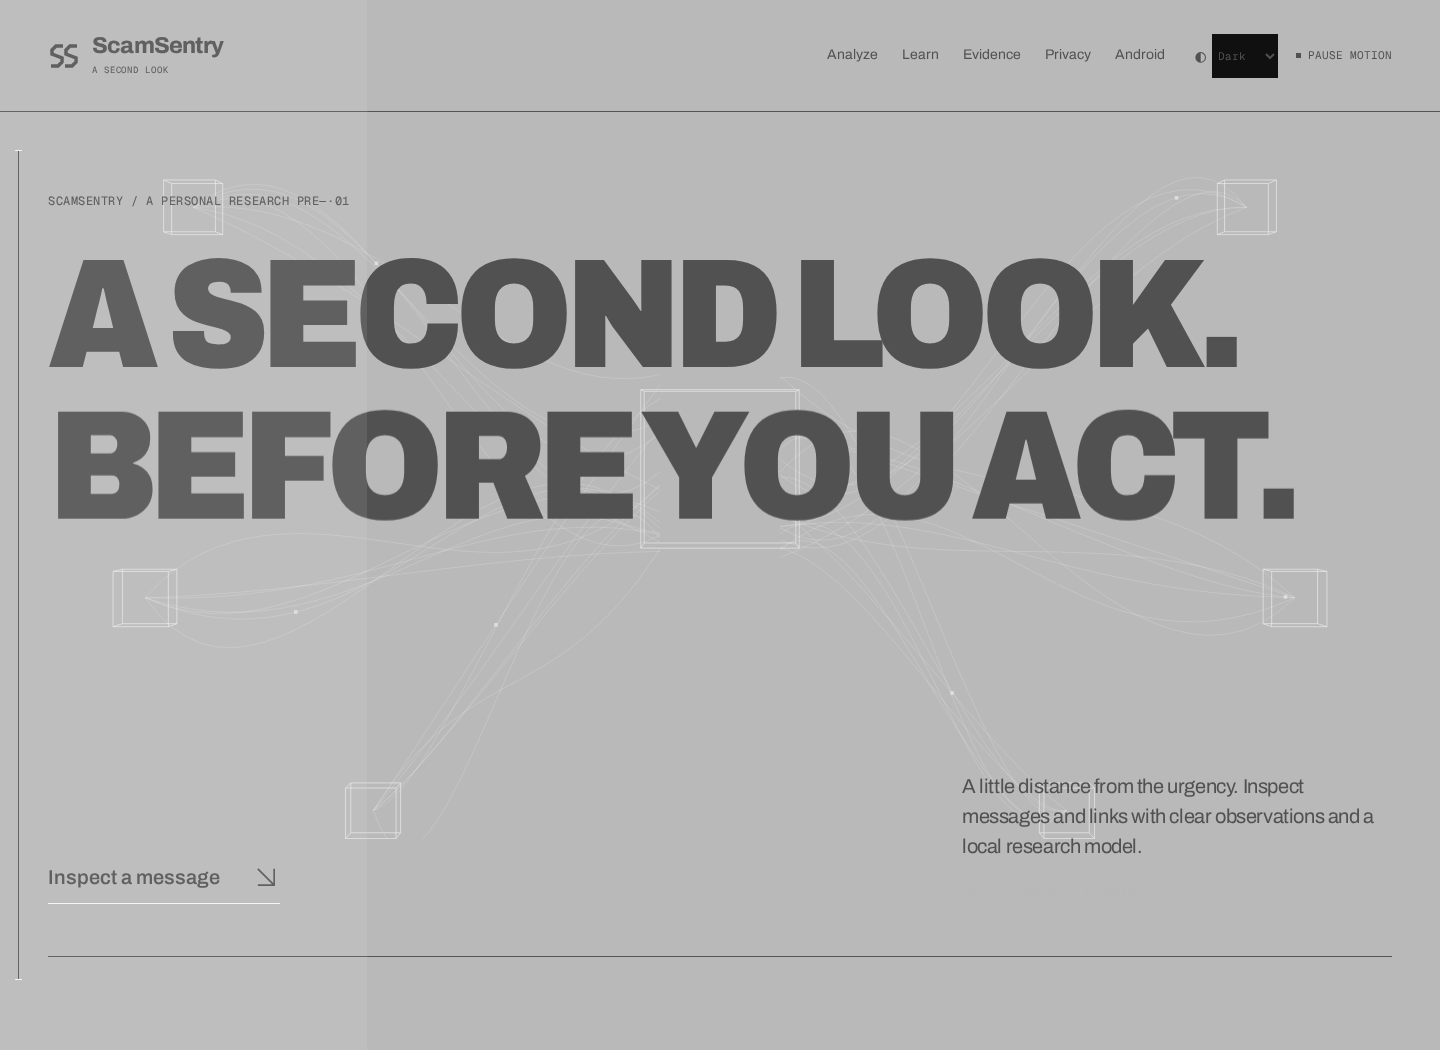 ScamSentry
A SECOND LOOK
Analyze
Learn
Evidence
Privacy
Android
Dark
PAUSE MOTION
SCAMSENTRY / A PERSONAL RESEARCH PRE—·01
A SECOND LOOK.
BEFORE YOU ACT.
A little distance from the urgency. Inspect
messages and links with clear observations and a
local research model.
Inspect a message